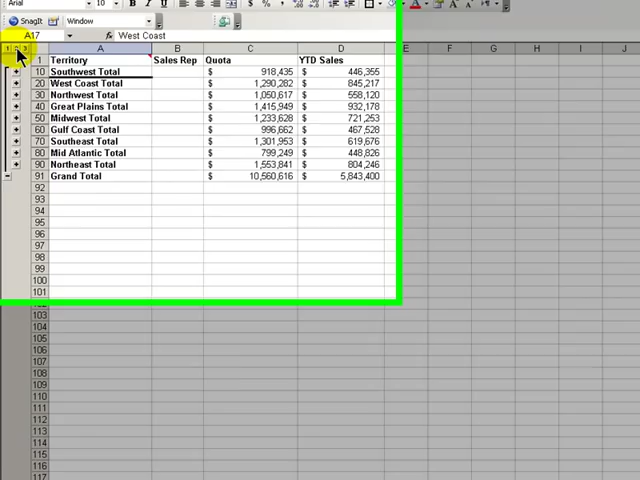 Arial 10 B I U $ % ,
SnagIt Window
A17 fx West Coast
1 2 3 A B C D E F G H I J
1 Territory Sales Rep Quota YTD Sales
10 Southwest Total $ 918,435 $ 446,355
20 West Coast Total $ 1,290,282 $ 845,217
30 Northwest Total $ 1,050,617 $ 558,120
40 Great Plains Total $ 1,415,949 $ 932,178
50 Midwest Total $ 1,233,628 $ 721,253
60 Gulf Coast Total $ 996,662 $ 467,528
70 Southeast Total $ 1,301,953 $ 619,676
80 Mid Atlantic Total $ 799,249 $ 448,826
90 Northeast Total $ 1,553,841 $ 804,246
91 Grand Total $ 10,560,616 $ 5,843,400
92
93
94
95
96
97
98
99
100
101
103
104
105
106
107
108
109
110
111
112
113
114
115
116
117